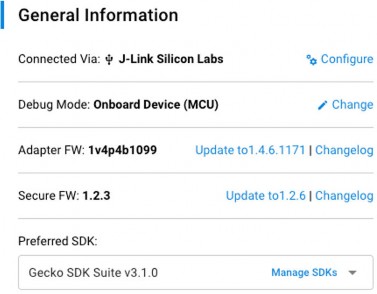 General Information
Connected Via: J-Link Silicon Labs Configure
Debug Mode: Onboard Device (MCU) Change
Adapter FW: 1v4p4b1099 Update to1.4.6.1171 | Changelog
Secure FW: 1.2.3 Update to1.2.6 | Changelog
Preferred SDK:
Gecko SDK Suite v3.1.0 Manage SDKs